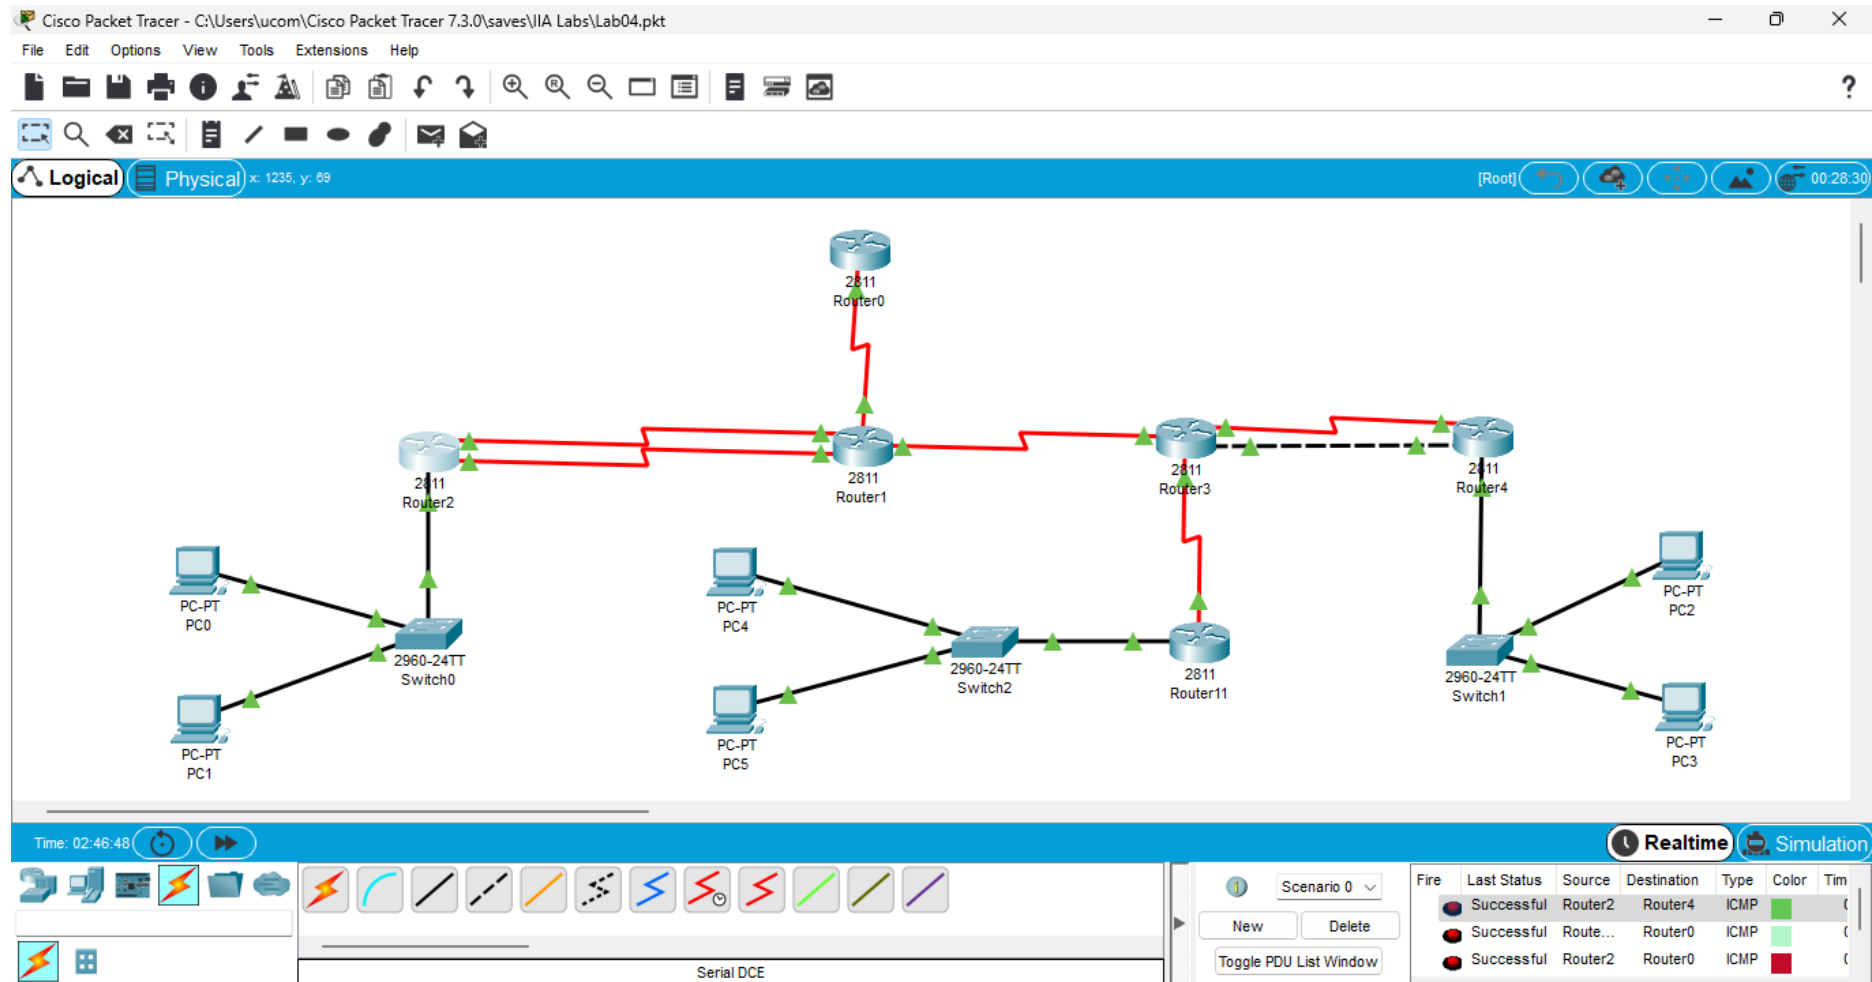 Cisco Packet Tracer - C:\Users\ucom\Cisco Packet Tracer 7.3.0\saves\IIA Labs\Lab04.pkt
File Edit Options View Tools Extensions Help
?
Logical Physical x: 1235, y: 69 [Root] 00:28:30
2811
Router0
2811
Router2
2811
Router1
2811
Router3
2811
Router4
PC-PT
PC0
PC-PT
PC1
2960-24TT
Switch0
PC-PT
PC4
PC-PT
PC5
2960-24TT
Switch2
2811
Router11
2960-24TT
Switch1
PC-PT
PC2
PC-PT
PC3
Time: 02:46:48 Realtime Simulation
Scenario 0
New Delete
Toggle PDU List Window
Serial DCE
Fire Last Status Source Destination Type Color Tim
Successful Router2 Router4 ICMP
Successful Route... Router0 ICMP
Successful Router2 Router0 ICMP